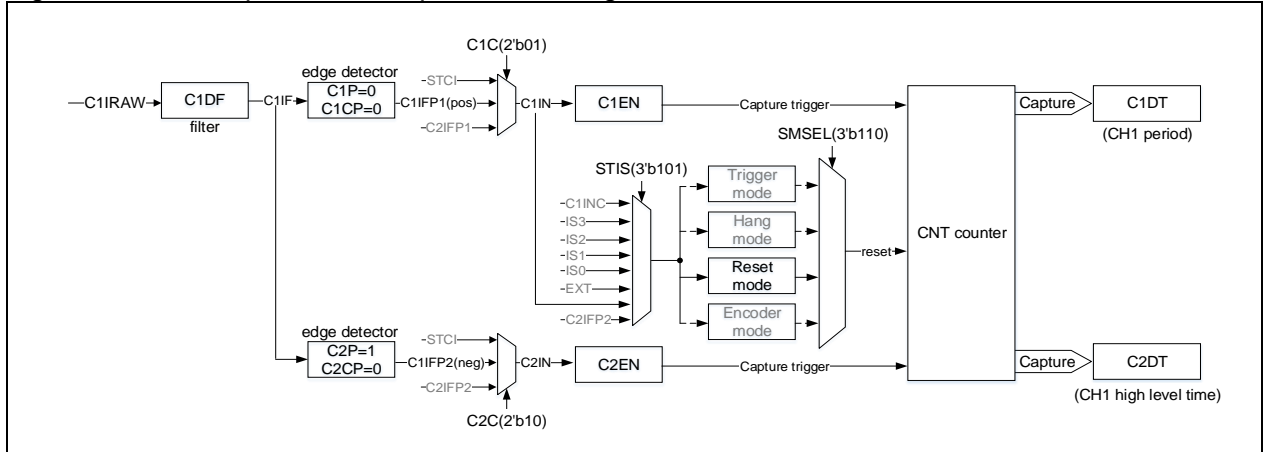 C1C(2'b01)
edge detector
-STCI
C1IRAW
C1DF
C1IF
C1P=0
C1CP=0
C1IFP1(pos)
C1IN
C1EN
Capture trigger
Capture
C1DT
filter
-C2IFP1
(CH1 period)
SMSEL(3'b110)
STIS(3'b101)
Trigger
mode
-C1INC
-IS3
Hang
mode
-IS2
-IS1
-IS0
CNT counter
reset
Reset
mode
-EXT
-C2IFP2
Encoder
mode
edge detector
-STCI
C2P=1
C2CP=0
C1IFP2(neg)
C2IN
C2EN
Capture trigger
Capture
C2DT
-C2IFP2
(CH1 high level time)
C2C(2'b10)